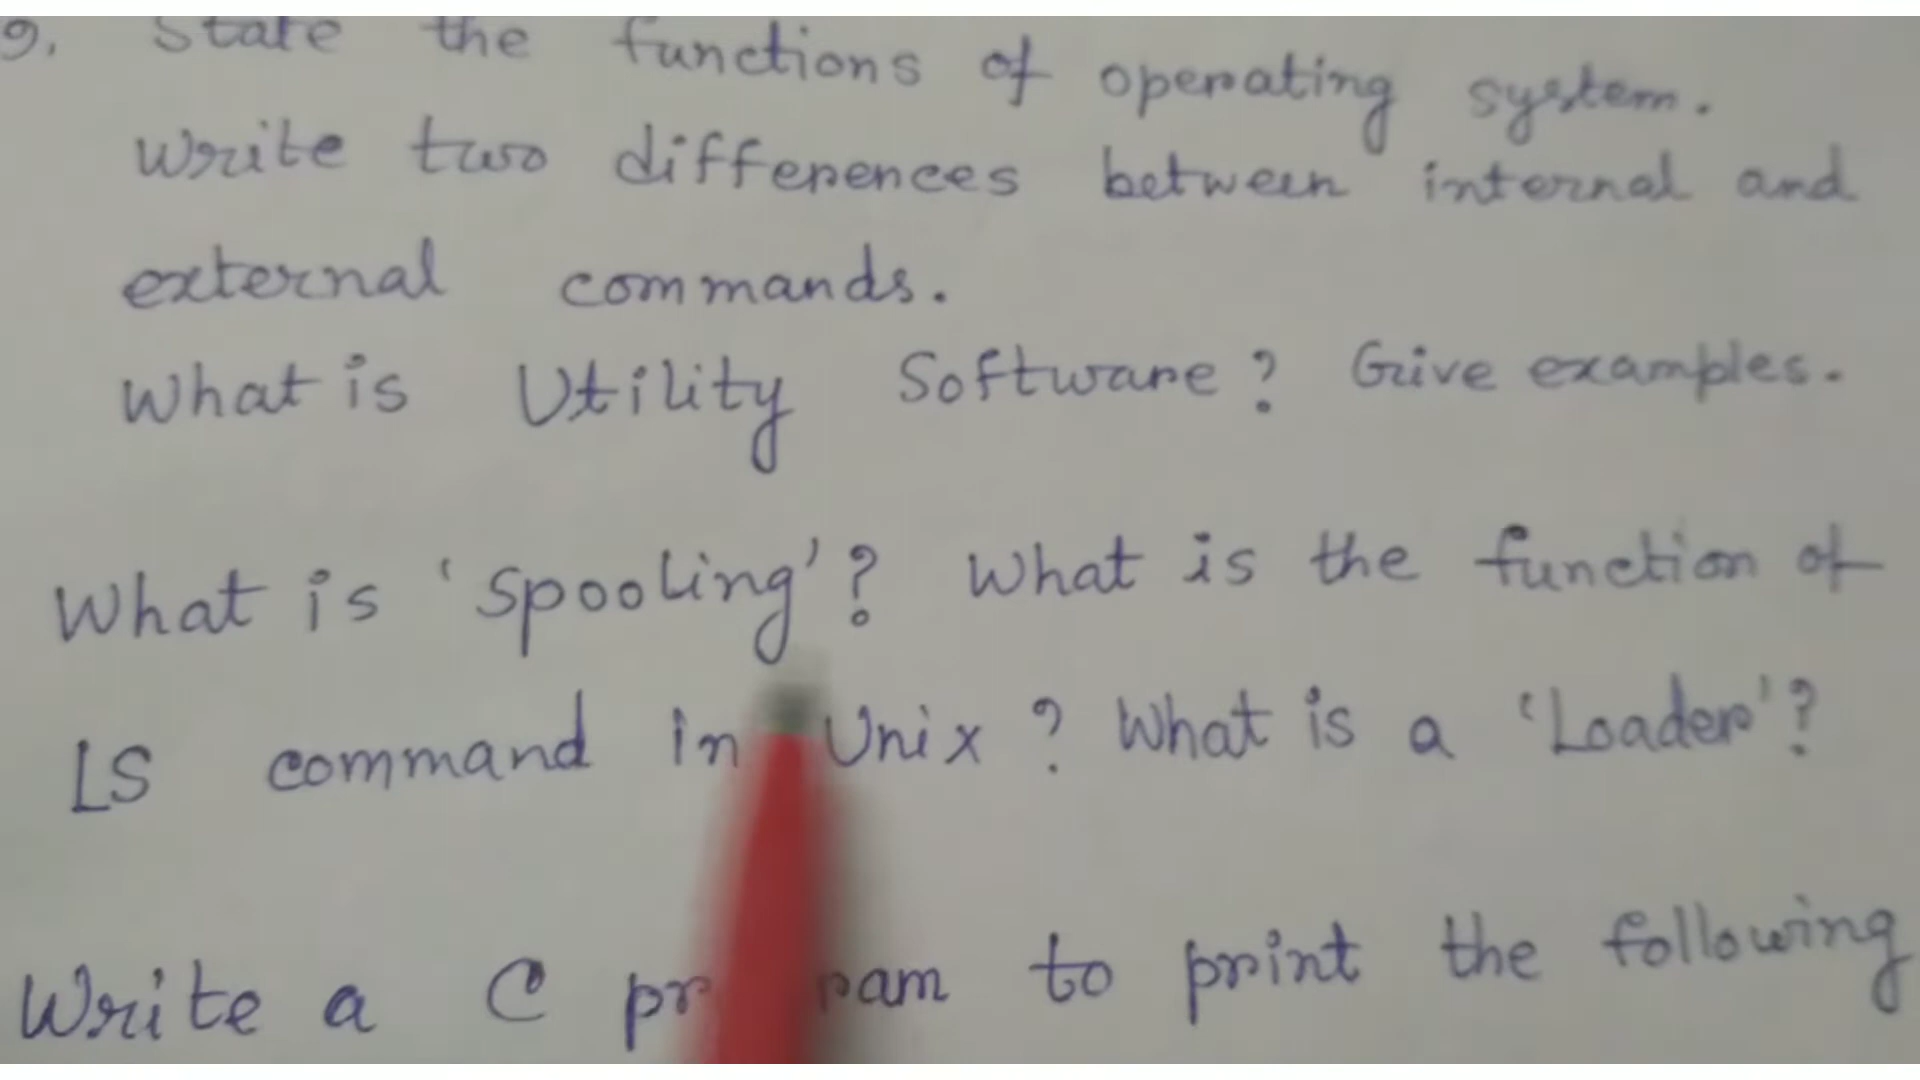 9. State the functions of operating system.
Write two differences between internal and
external commands.
What is Utility Software? Give examples.
What is 'Spooling'? What is the function of
LS command in Unix? What is a 'Loader'?
Write a C to print the following